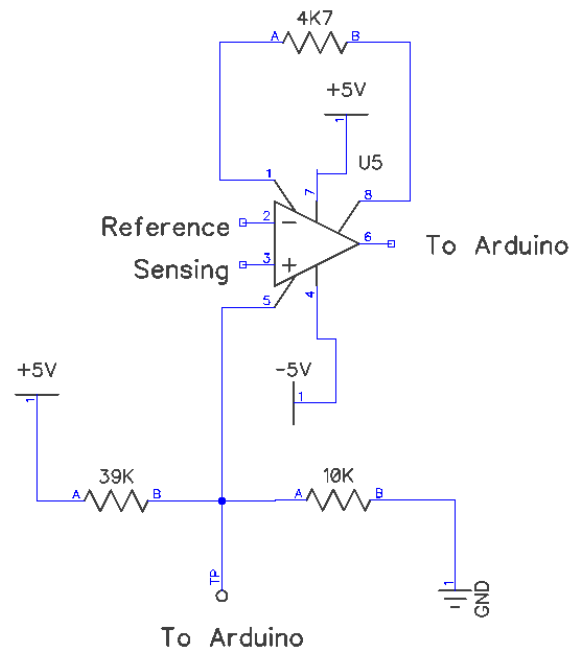 4K7
A
B
+5V
1
U5
1
7
8
Reference
2
−
6
To Arduino
Sensing
3
+
5
4
+5V
1
-5V
1
39K
A
B
10K
A
B
TP
1
GND
To Arduino